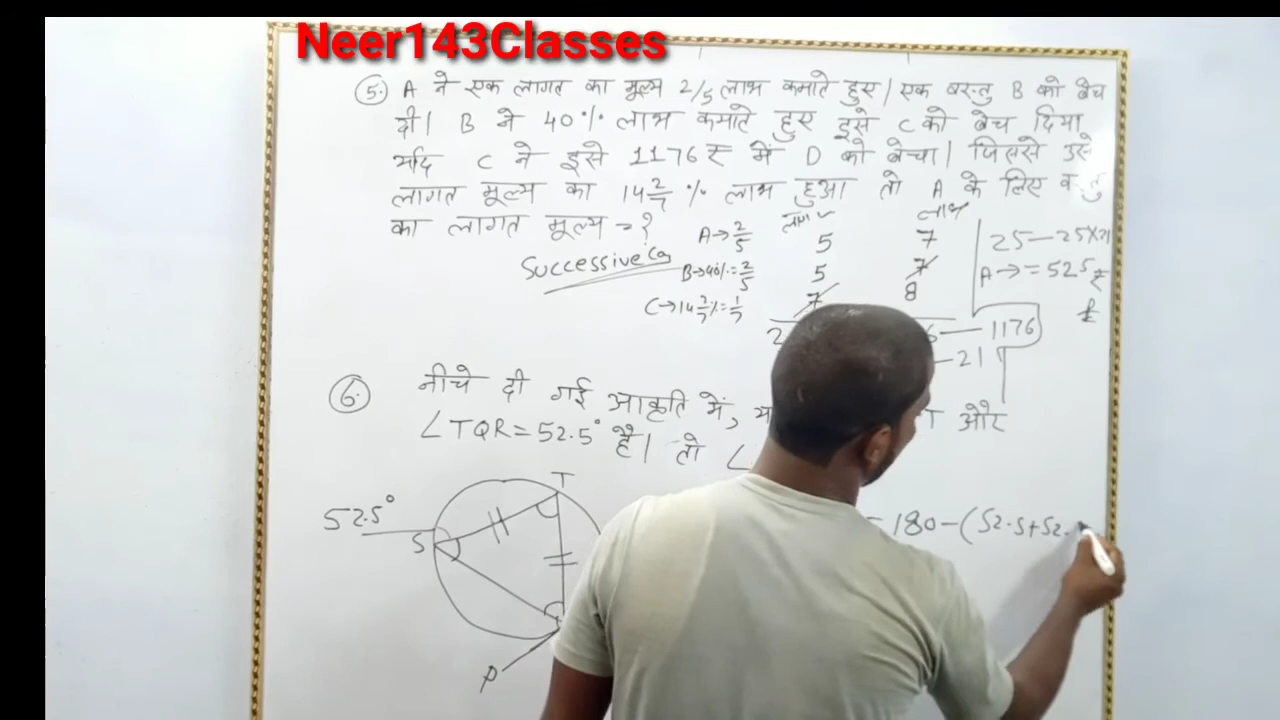 Neer143Classes
5. A ने एक लागत का मूल्य 2/5 लाभ कमाते हुए | एक वस्तु B को बेच
दी | B ने 40% लाभ कमाते हुए इसे C को बेच दिया
यदि C ने इसे 1176₹ में D को बेचा | जिससे उसे
लागत मूल्य का 14 2/7 % लाभ हुआ तो A के लिए वस्तु
का लागत मूल्य = ?
Successive
लाभ
A→ 2/5 5 7
B→40%= 2/5 5 7
C→14 2/7%= 1/7 7 8
2 6 — 1176
— 21
25 — 25×21
A → = 525 ₹
6. नीचे दी गई आकृति में, T और
∠TQR = 52.5° है | तो ∠
T
52.5°
S
P
= 180 – (52.5+52.